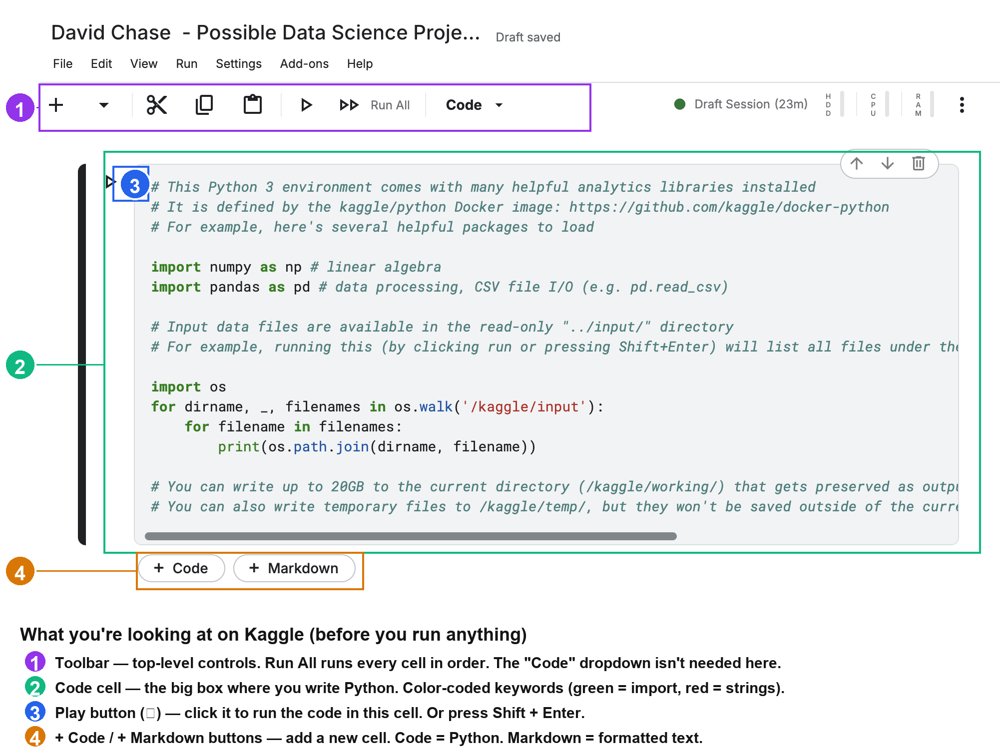 David Chase  - Possible Data Science Proje... Draft saved
File Edit View Run Settings Add-ons Help
1 Run All Code Draft Session (23m) HDD CPU RAM
3 # This Python 3 environment comes with many helpful analytics libraries installed
# It is defined by the kaggle/python Docker image: https://github.com/kaggle/docker-python
# For example, here's several helpful packages to load
import numpy as np # linear algebra
import pandas as pd # data processing, CSV file I/O (e.g. pd.read_csv)
# Input data files are available in the read-only "../input/" directory
# For example, running this (by clicking run or pressing Shift+Enter) will list all files under the
2
import os
for dirname, _, filenames in os.walk('/kaggle/input'):
    for filename in filenames:
        print(os.path.join(dirname, filename))
# You can write up to 20GB to the current directory (/kaggle/working/) that gets preserved as outpu
# You can also write temporary files to /kaggle/temp/, but they won't be saved outside of the curre
4 + Code + Markdown
What you're looking at on Kaggle (before you run anything)
1 Toolbar — top-level controls. Run All runs every cell in order. The "Code" dropdown isn't needed here.
2 Code cell — the big box where you write Python. Color-coded keywords (green = import, red = strings).
3 Play button (▯) — click it to run the code in this cell. Or press Shift + Enter.
4 + Code / + Markdown buttons — add a new cell. Code = Python. Markdown = formatted text.